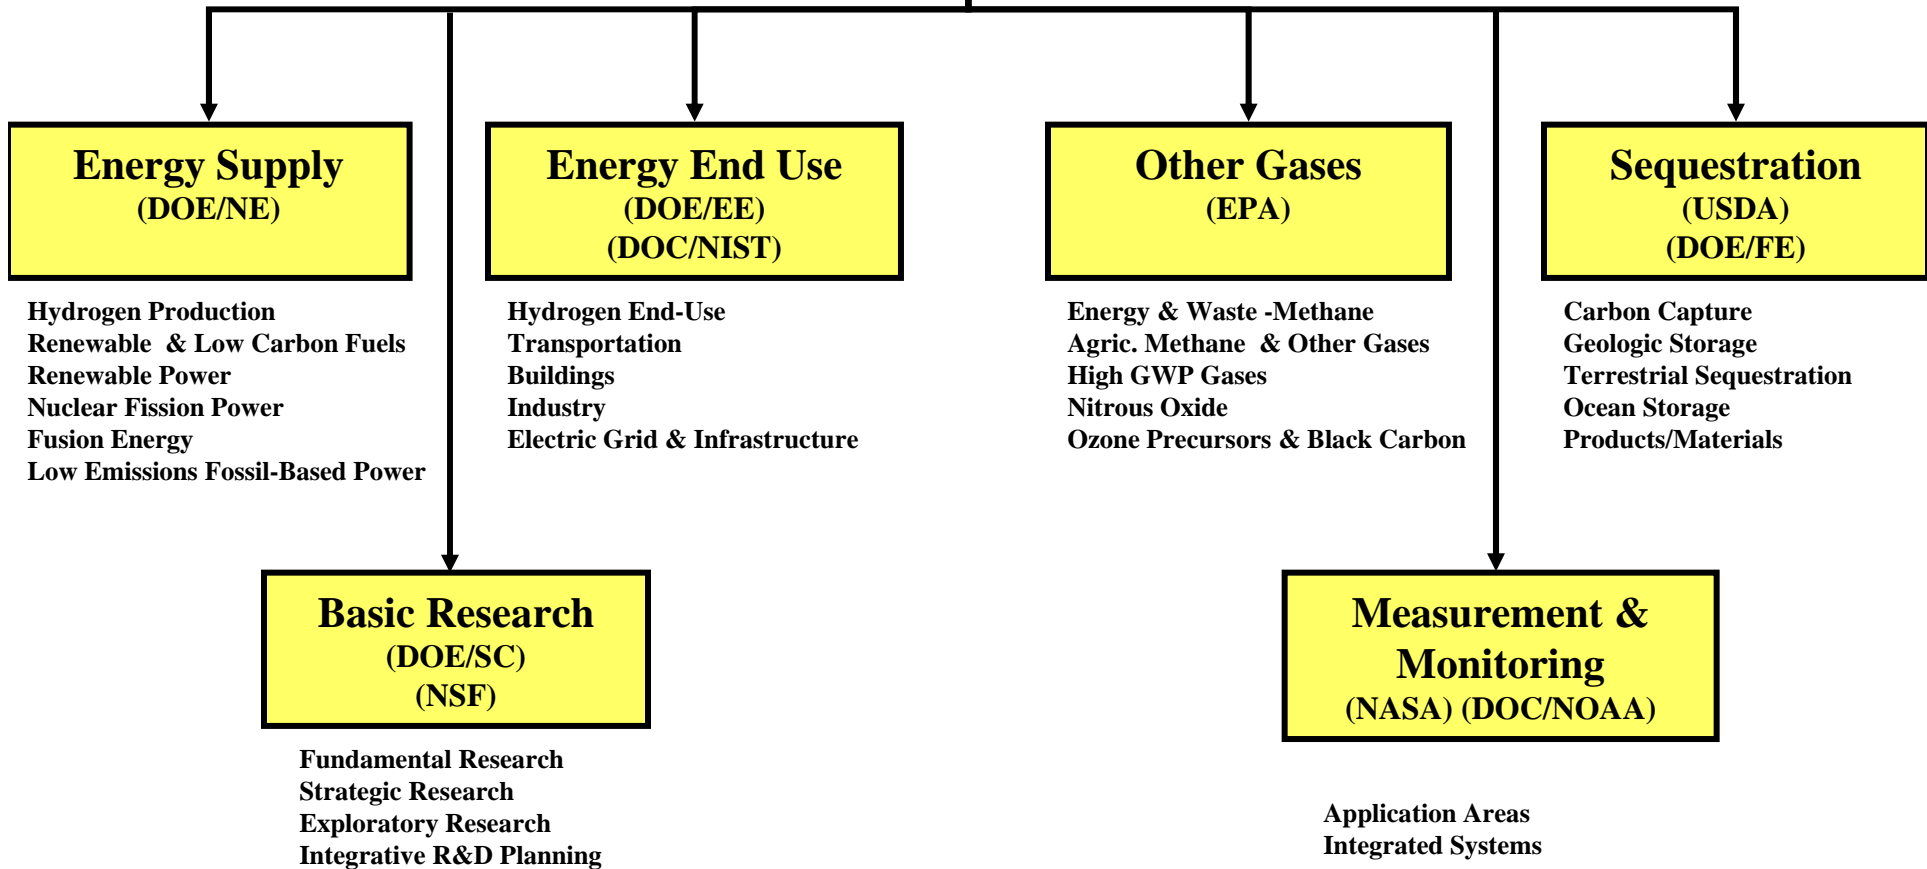 Energy Supply
(DOE/NE)
Hydrogen Production
Renewable & Low Carbon Fuels
Renewable Power
Nuclear Fission Power
Fusion Energy
Low Emissions Fossil-Based Power
Energy End Use
(DOE/EE)
(DOC/NIST)
Hydrogen End-Use
Transportation
Buildings
Industry
Electric Grid & Infrastructure
Other Gases
(EPA)
Energy & Waste -Methane
Agric. Methane & Other Gases
High GWP Gases
Nitrous Oxide
Ozone Precursors & Black Carbon
Sequestration
(USDA)
(DOE/FE)
Carbon Capture
Geologic Storage
Terrestrial Sequestration
Ocean Storage
Products/Materials
Basic Research
(DOE/SC)
(NSF)
Fundamental Research
Strategic Research
Exploratory Research
Integrative R&D Planning
Measurement &
Monitoring
(NASA) (DOC/NOAA)
Application Areas
Integrated Systems